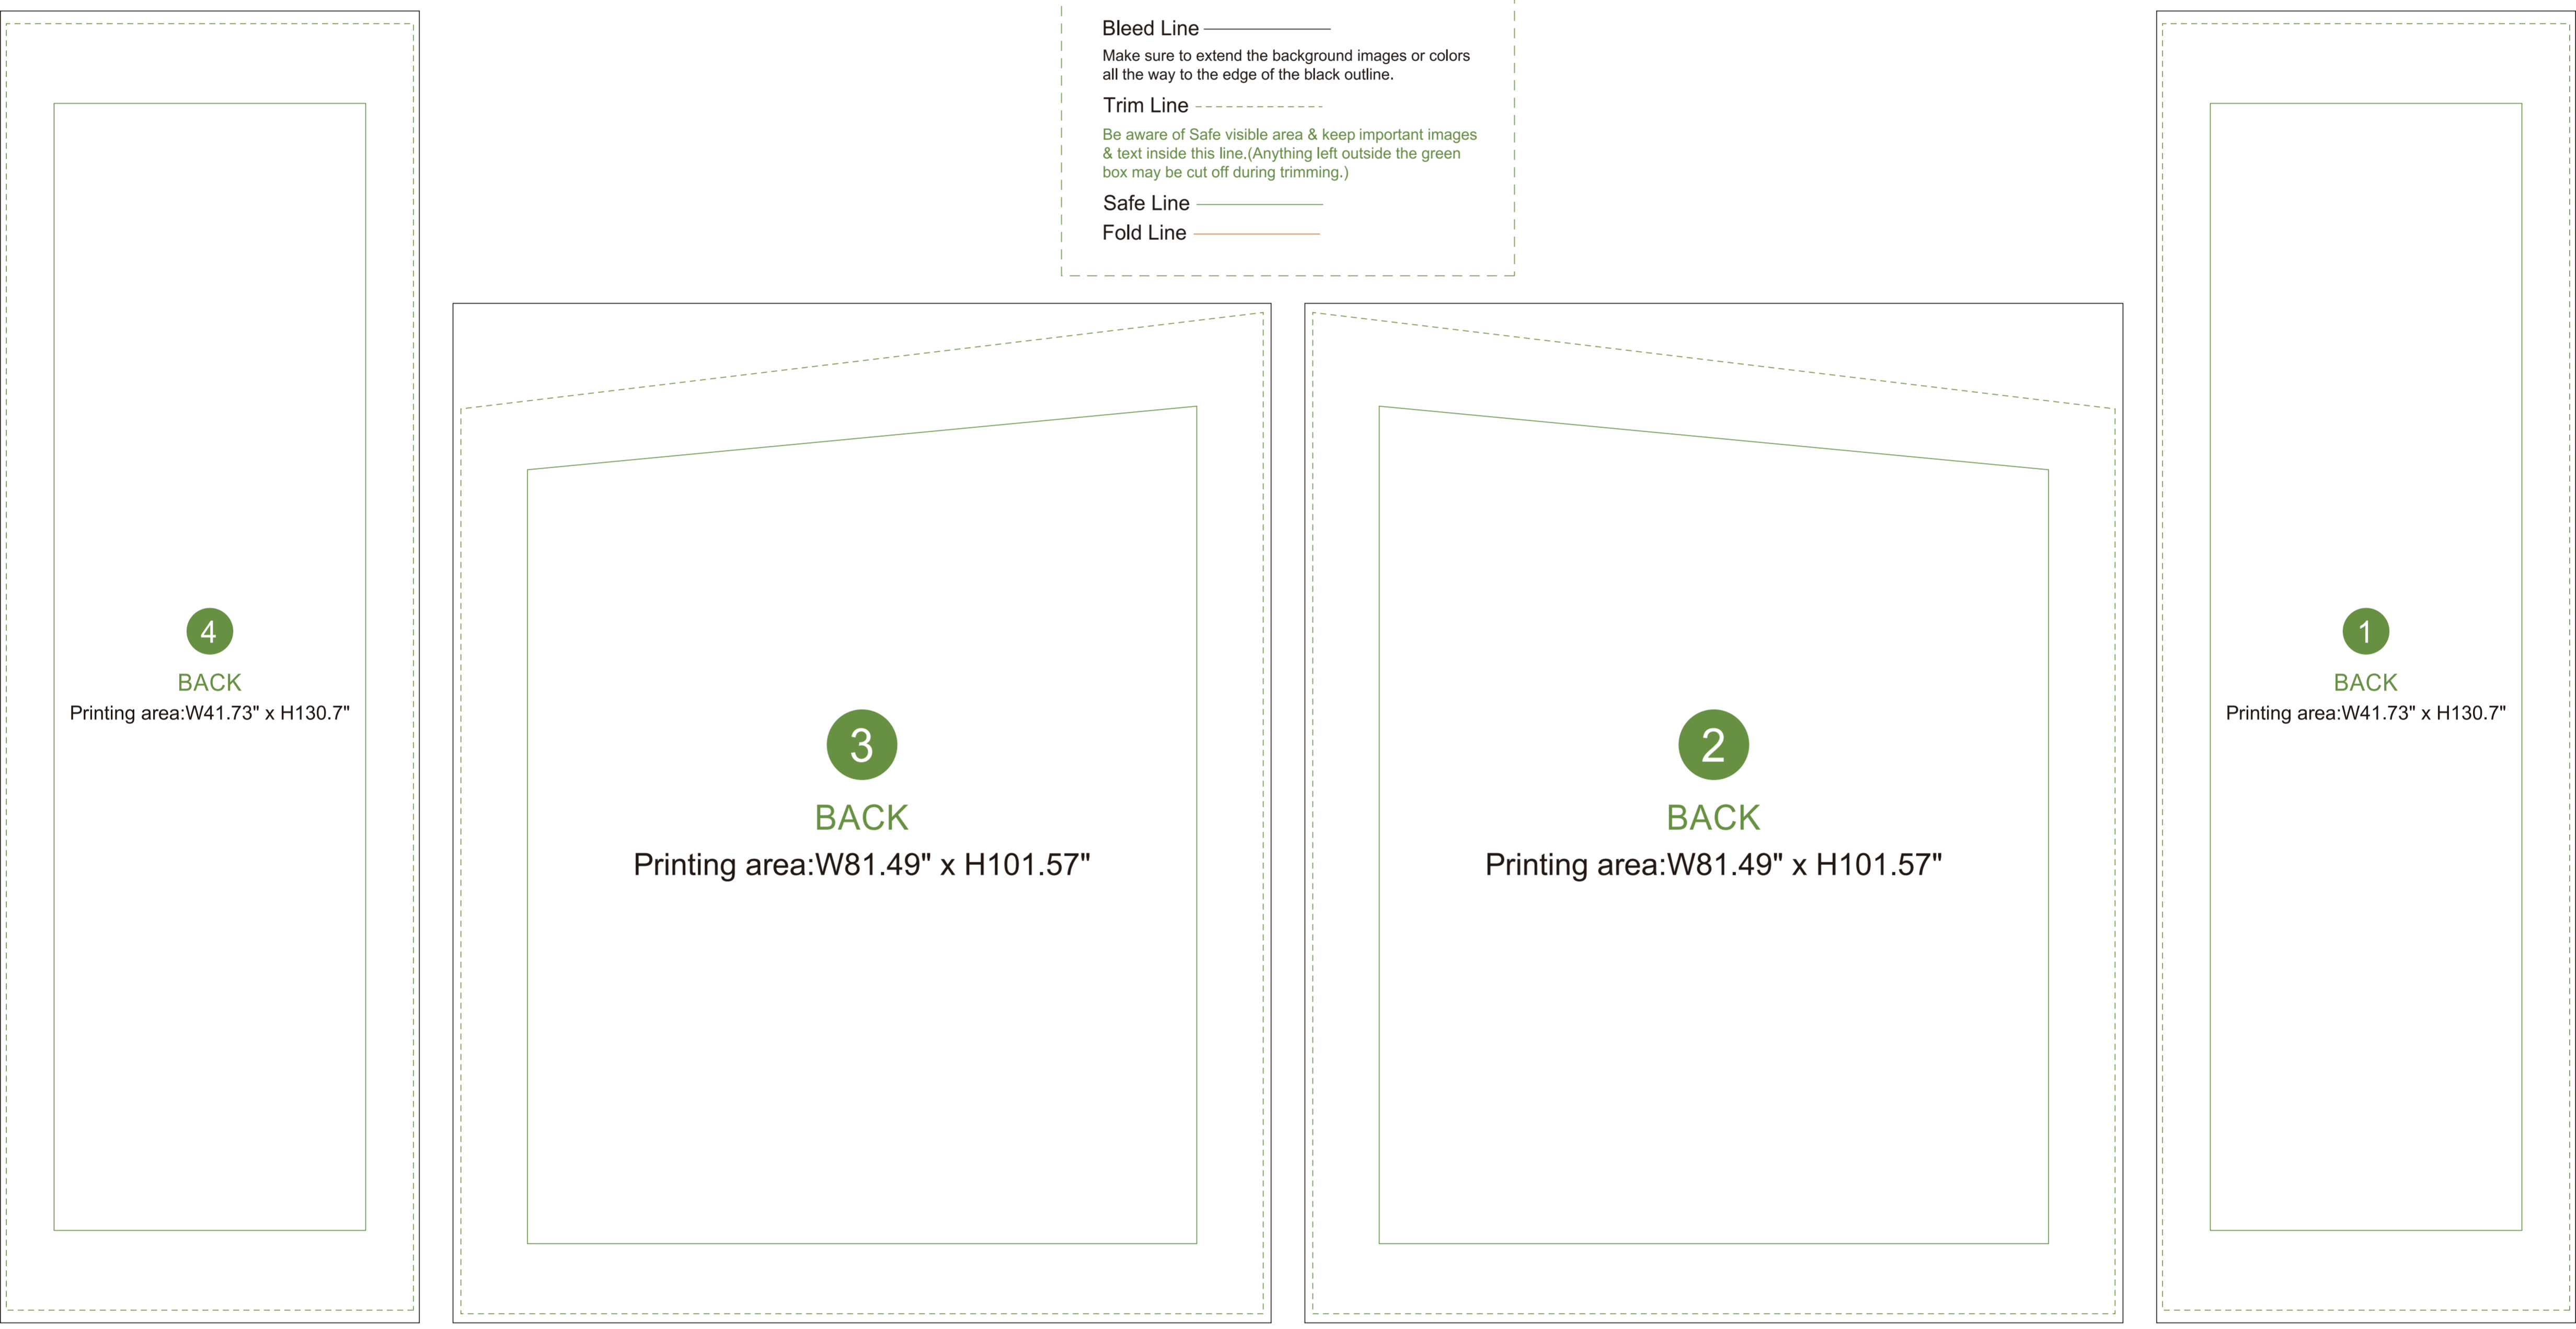 Bleed Line
Make sure to extend the background images or colors
all the way to the edge of the black outline.
Trim Line
Be aware of Safe visible area & keep important images
& text inside this line.(Anything left outside the green
box may be cut off during trimming.)
Safe Line
Fold Line
4
BACK
Printing area:W41.73" x H130.7"
3
BACK
Printing area:W81.49" x H101.57"
2
BACK
Printing area:W81.49" x H101.57"
1
BACK
Printing area:W41.73" x H130.7"